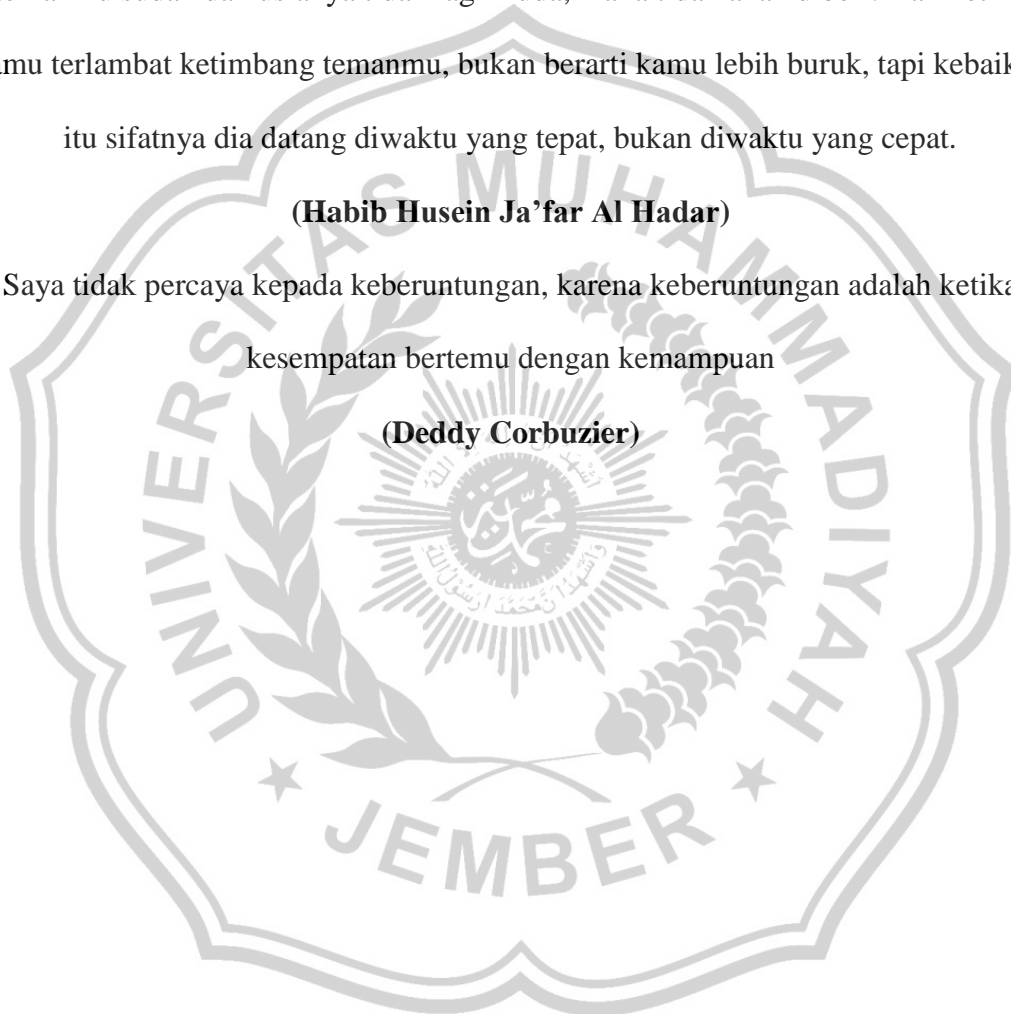 amu terlambat ketimbang temanmu, bukan berarti kamu lebih buruk, tapi
itu sifatnya dia datang diwaktu yang tepat, bukan diwaktu yang cepat.
(Habib Husein Ja’far Al Hadar)
Saya tidak percaya kepada keberuntungan, karena keberuntungan adalah ketika
kesempatan bertemu dengan kemampuan
(Deddy Corbuzier)
UNIVERSITAS MUHAMMADIYAH
JEMBER